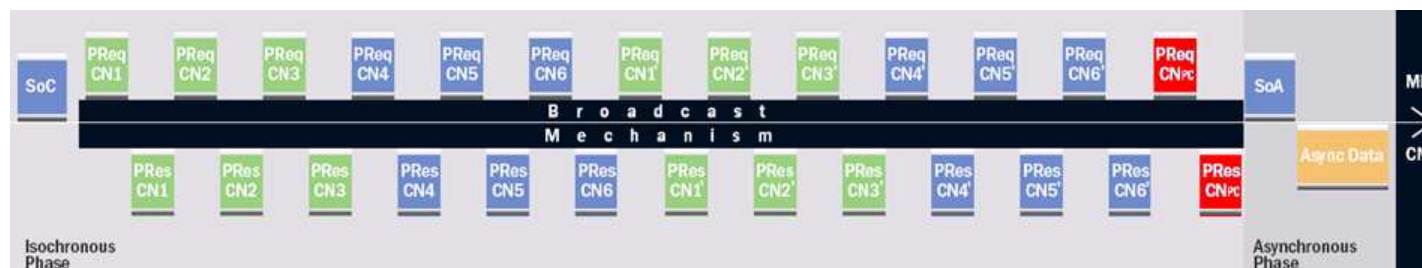 SoC
PReq
CN1
PReq
CN2
PReq
CN3
PReq
CN4
PReq
CN5
PReq
CN6
PReq
CN1'
PReq
CN2'
PReq
CN3'
PReq
CN4'
PReq
CN5'
PReq
CN6'
PReq
CNPC
SoA
Broadcast
Mechanism
PRes
CN1
PRes
CN2
PRes
CN3
PRes
CN4
PRes
CN5
PRes
CN6
PRes
CN1'
PRes
CN2'
PRes
CN3'
PRes
CN4'
PRes
CN5'
PRes
CN6'
PRes
CNPC
Async Data
Isochronous
Phase
Asynchronous
Phase